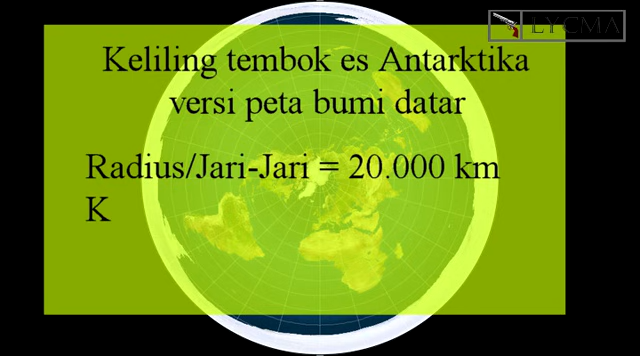 LYCMA
Keliling tembok es Antarktika
versi peta bumi datar
Radius/Jari-Jari = 20.000 km
K